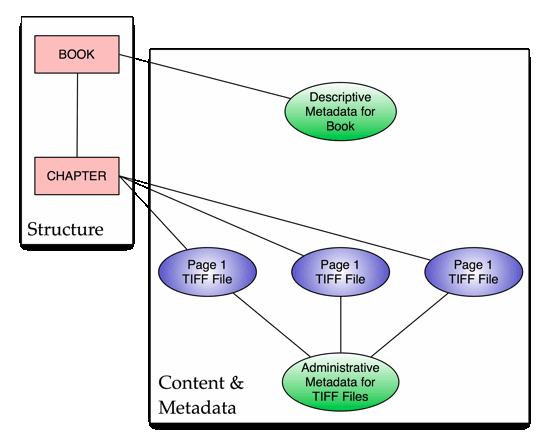 BOOK
Descriptive
Metadata for
Book
CHAPTER
Structure
Page 1
TIFF File
Page 1
TIFF File
Page 1
TIFF File
Administrative
Metadata for
TIFF Files
Content &
Metadata